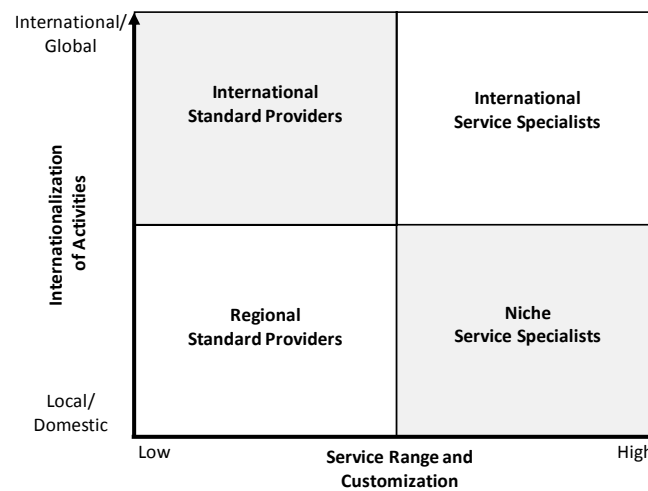 International/
Global
International
Standard Providers
International
Service Specialists
Internationalization
of Activities
Regional
Standard Providers
Niche
Service Specialists
Local/
Domestic
Low
Service Range and
Customization
High